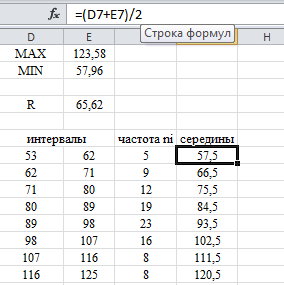 fx =(D7+E7)/2
Строка формул
D E F G H
MAX 123,58
MIN 57,96
R 65,62
интервалы частота ni середины
53 62 5 57,5
62 71 9 66,5
71 80 12 75,5
80 89 19 84,5
89 98 23 93,5
98 107 16 102,5
107 116 8 111,5
116 125 8 120,5